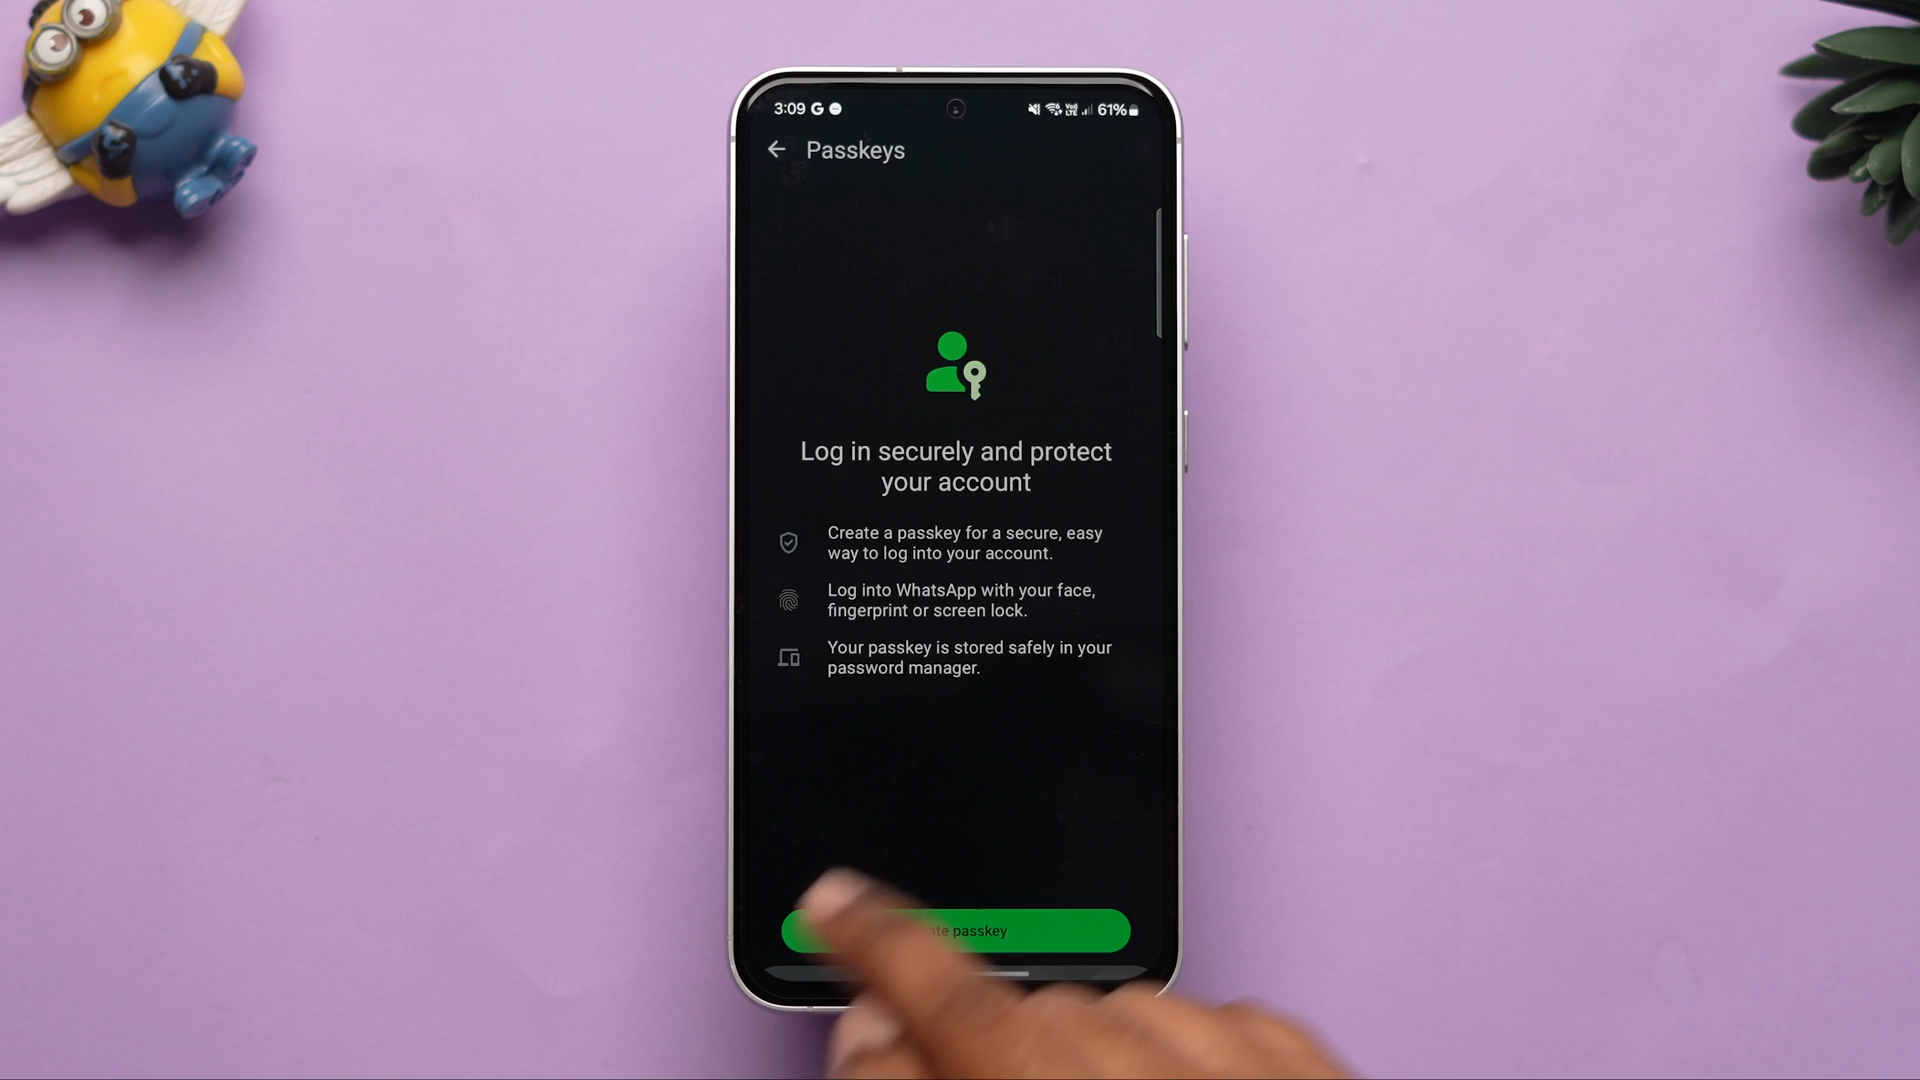 3:09 G 61%
Passkeys
Log in securely and protect
your account
Create a passkey for a secure, easy
way to log into your account.
Log into WhatsApp with your face,
fingerprint or screen lock.
Your passkey is stored safely in your
password manager.
passkey